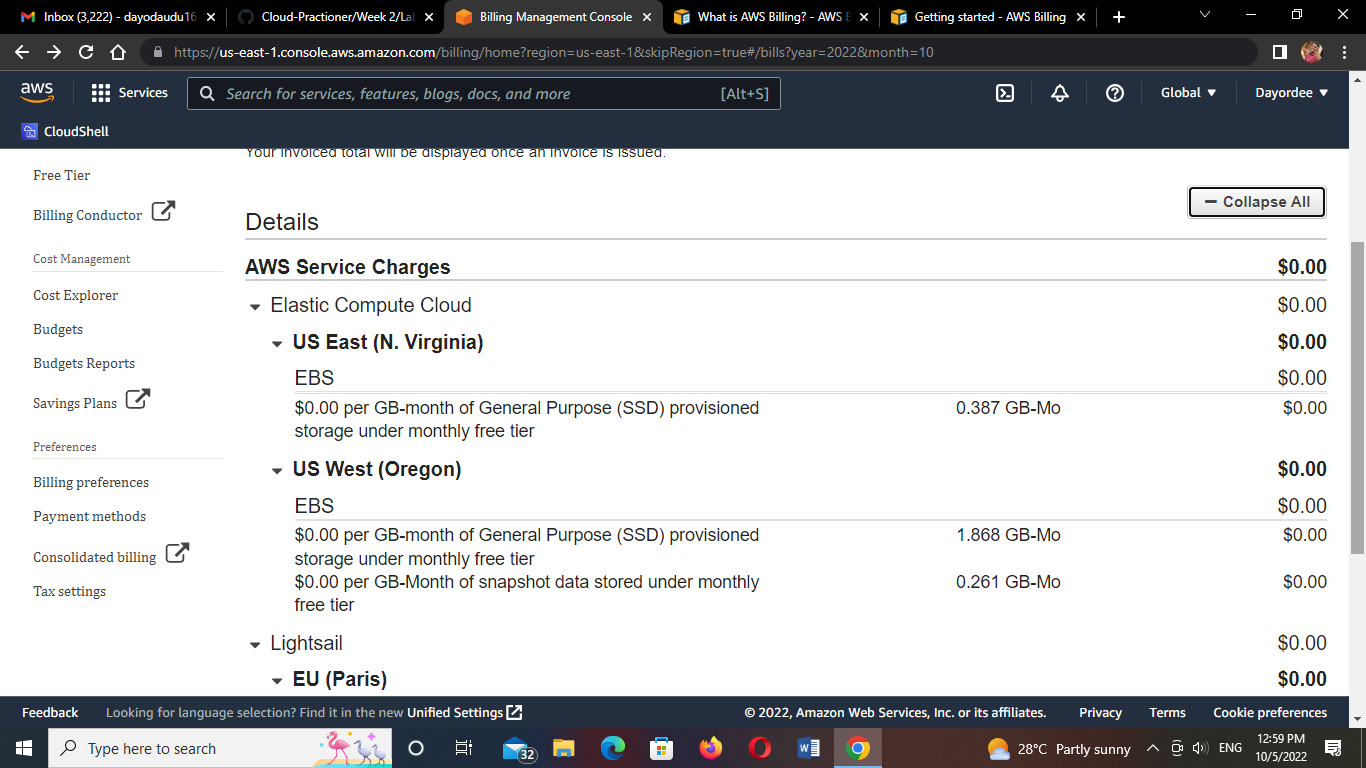 Inbox (3,222) - dayodaudu16
Cloud-Practioner/Week 2/Lab
Billing Management Console
What is AWS Billing? - AWS B
Getting started - AWS Billing
https://us-east-1.console.aws.amazon.com/billing/home?region=us-east-1&skipRegion=true#/bills?year=2022&month=10
aws
Services
Search for services, features, blogs, docs, and more
[Alt+S]
Global
Dayordee
CloudShell
Your invoiced total will be displayed once an invoice is issued.
Free Tier
Billing Conductor
Cost Management
Cost Explorer
Budgets
Budgets Reports
Savings Plans
Preferences
Billing preferences
Payment methods
Consolidated billing
Tax settings
Collapse All
Details
AWS Service Charges $0.00
Elastic Compute Cloud $0.00
US East (N. Virginia) $0.00
EBS $0.00
$0.00 per GB-month of General Purpose (SSD) provisioned 0.387 GB-Mo $0.00
storage under monthly free tier
US West (Oregon) $0.00
EBS $0.00
$0.00 per GB-month of General Purpose (SSD) provisioned 1.868 GB-Mo $0.00
storage under monthly free tier
$0.00 per GB-Month of snapshot data stored under monthly 0.261 GB-Mo $0.00
free tier
Lightsail $0.00
EU (Paris) $0.00
Feedback Looking for language selection? Find it in the new Unified Settings © 2022, Amazon Web Services, Inc. or its affiliates. Privacy Terms Cookie preferences
Type here to search
32
28°C Partly sunny
ENG
12:59 PM
10/5/2022